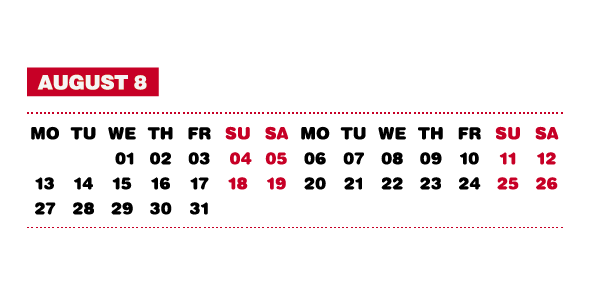 AUGUST 8
MO TU WE TH FR SU SA MO TU WE TH FR SU SA
01 02 03 04 05 06 07 08 09 10 11 12
13 14 15 16 17 18 19 20 21 22 23 24 25 26
27 28 29 30 31